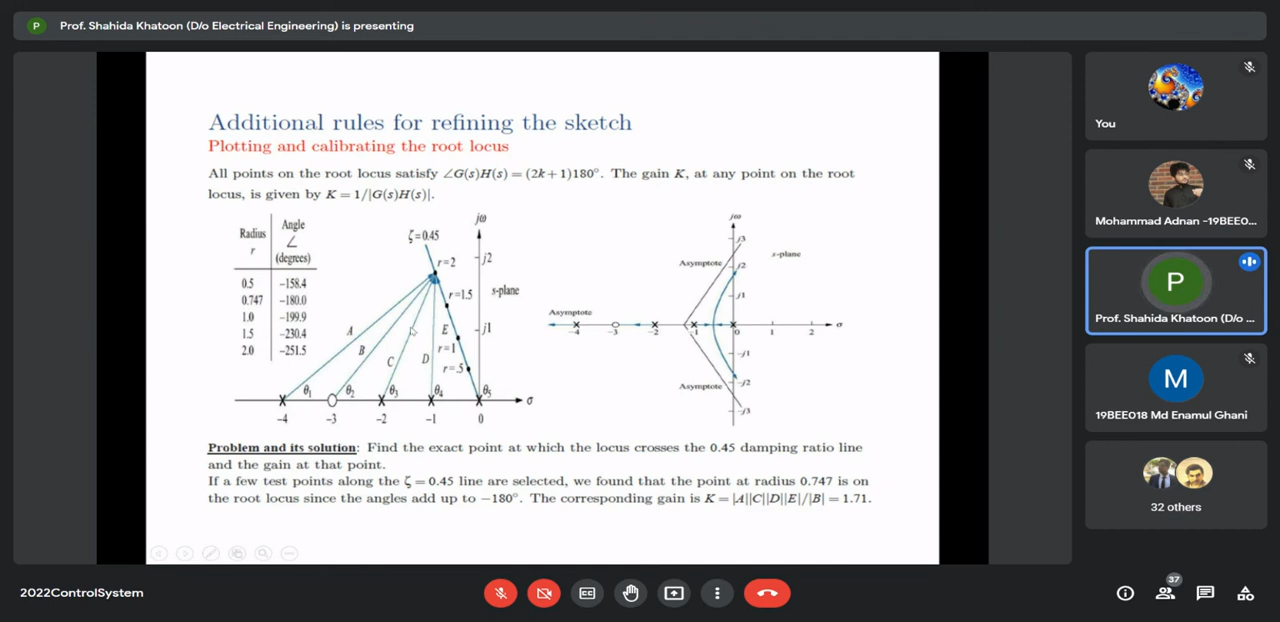 P
Prof. Shahida Khatoon (D/o Electrical Engineering) is presenting
Additional rules for refining the sketch
Plotting and calibrating the root locus
All points on the root locus satisfy ∠G(s)H(s) = (2k+1)180°. The gain K, at any point on the root
locus, is given by K = 1/|G(s)H(s)|.
Radius
r
Angle
∠
(degrees)
0.5 -158.4
0.747 -180.0
1.0 -199.9
1.5 -230.4
2.0 -251.5
ζ = 0.45
jω
r = 2
j2
r = 1.5
s-plane
j1
r = 1
r = .5
A
B
C
D
E
θ1
θ2
θ3
θ4
θ5
σ
-4 -3 -2 -1 0
jω
j3
Asymptote
j2
s-plane
j1
Asymptote
σ
-4 -3 -2 -1 0 1 2
-j1
Asymptote
-j2
-j3
Problem and its solution: Find the exact point at which the locus crosses the 0.45 damping ratio line
and the gain at that point.
If a few test points along the ζ = 0.45 line are selected, we found that the point at radius 0.747 is on
the root locus since the angles add up to −180°. The corresponding gain is K = |A||C||D||E|/|B| = 1.71.
You
Mohammad Adnan -19BEE0...
P
Prof. Shahida Khatoon (D/o ...
M
19BEE018 Md Enamul Ghani
32 others
2022ControlSystem
CC
37